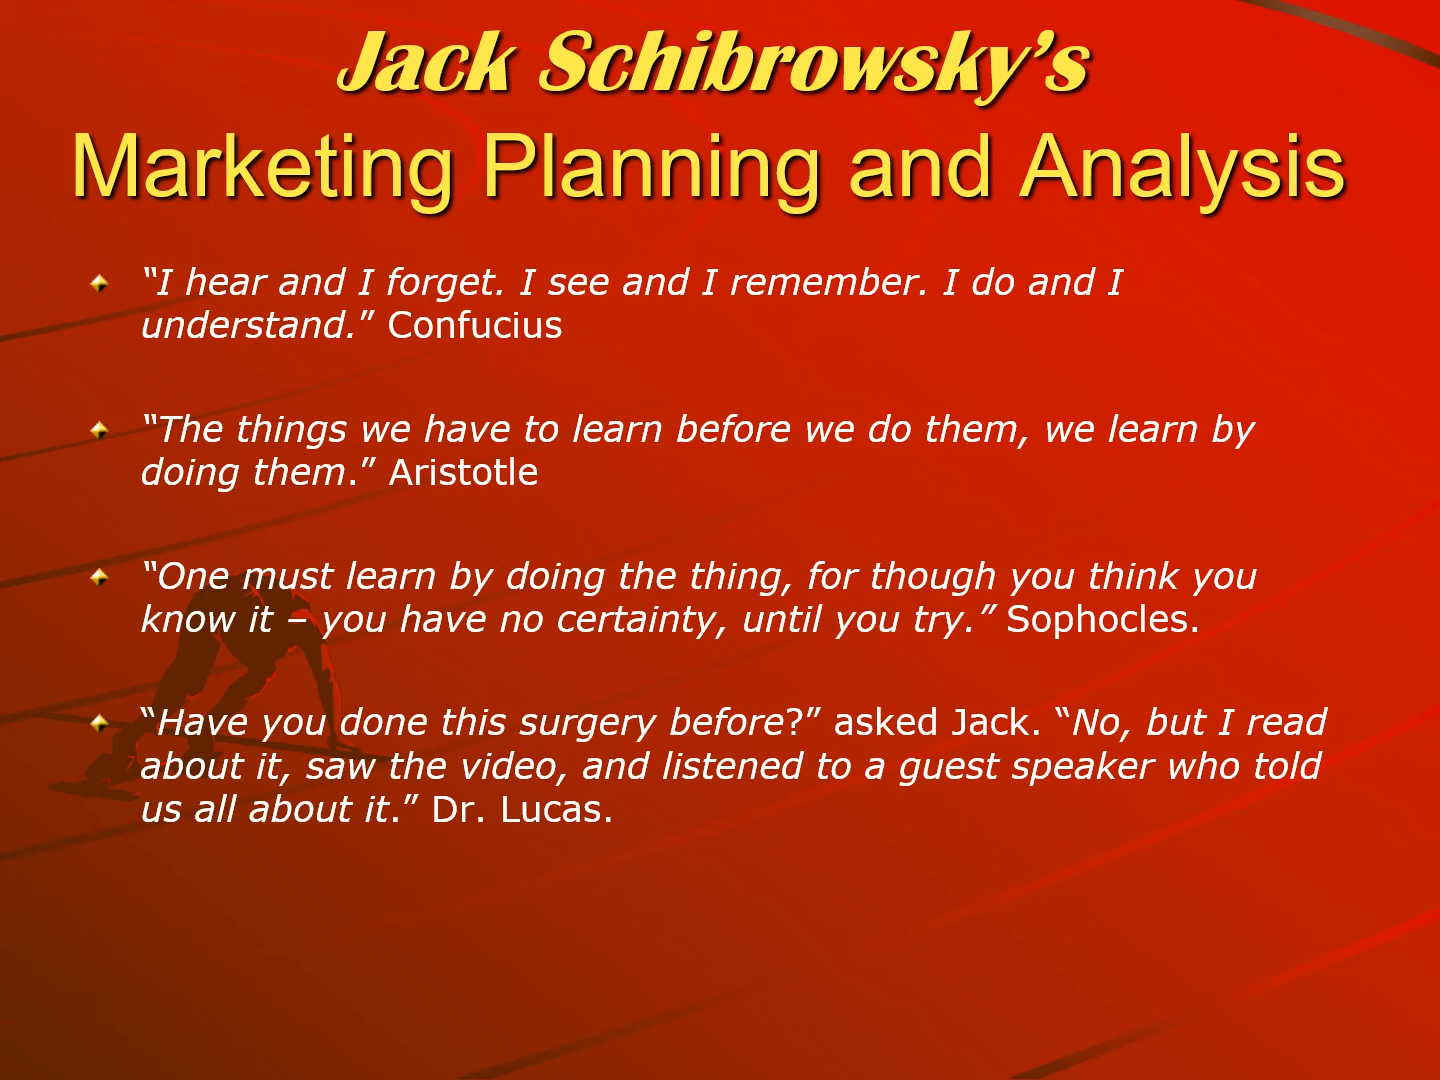 Jack Schibrowsky’s
Marketing Planning and Analysis
“I hear and I forget. I see and I remember. I do and I
understand.” Confucius
“The things we have to learn before we do them, we learn by
doing them.” Aristotle
“One must learn by doing the thing, for though you think you
know it – you have no certainty, until you try.” Sophocles.
“Have you done this surgery before?” asked Jack. “No, but I read
about it, saw the video, and listened to a guest speaker who told
us all about it.” Dr. Lucas.